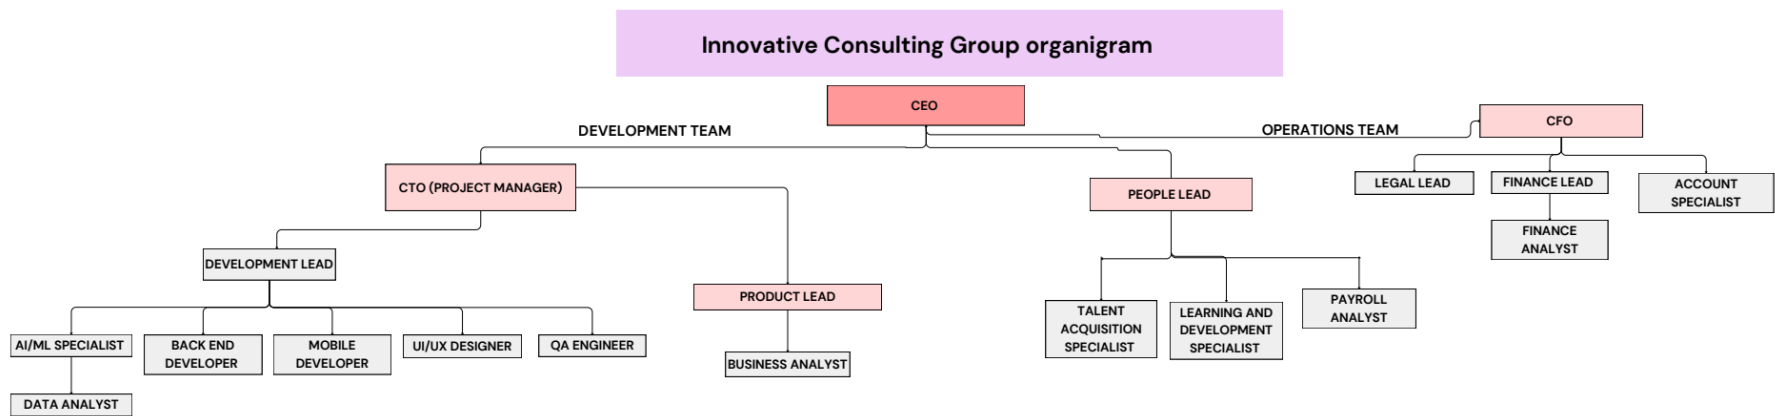 Innovative Consulting Group organigram
CEO
DEVELOPMENT TEAM
OPERATIONS TEAM
CFO
CTO (PROJECT MANAGER)
PEOPLE LEAD
LEGAL LEAD
FINANCE LEAD
ACCOUNT
SPECIALIST
FINANCE
ANALYST
DEVELOPMENT LEAD
PRODUCT LEAD
TALENT
ACQUISITION
SPECIALIST
LEARNING AND
DEVELOPMENT
SPECIALIST
PAYROLL
ANALYST
AI/ML SPECIALIST
BACK END
DEVELOPER
MOBILE
DEVELOPER
UI/UX DESIGNER
QA ENGINEER
BUSINESS ANALYST
DATA ANALYST